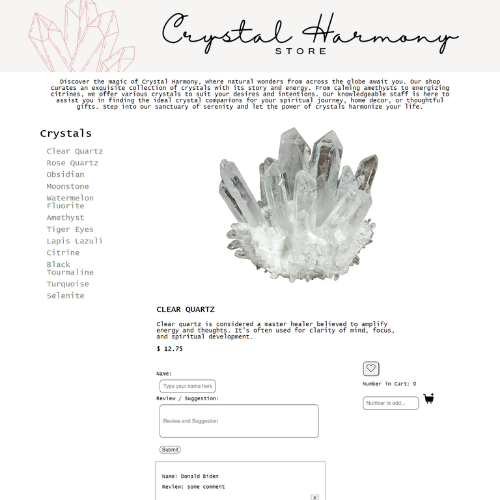 Crystal Harmony
STORE
Discover the magic of Crystal Harmony, where natural wonders from across the globe await you. Our shop
curates an exquisite collection of crystals with its story and energy. From calming amethysts to energizing
citrines, we offer various crystals to suit your desires and intentions. Our knowledgeable staff is here to
assist you in finding the ideal crystal companions for your spiritual journey, home decor, or thoughtful
gifts. Step into our sanctuary of serenity and let the power of crystals harmonize your life.
Crystals
Clear Quartz
Rose Quartz
Obsidian
Moonstone
Watermelon
Fluorite
Amethyst
Tiger Eyes
Lapis Lazuli
Citrine
Black
Tourmaline
Turquoise
Selenite
CLEAR QUARTZ
Clear quartz is considered a master healer believed to amplify
energy and thoughts. It's often used for clarity of mind, focus,
and spiritual development.
$ 12.75
Name:
Type your name here
Review / Suggestion:
Review and Suggestion
Submit
Number in Cart: 0
Number to add...
Name: Donald Biden
Review: some comment
X